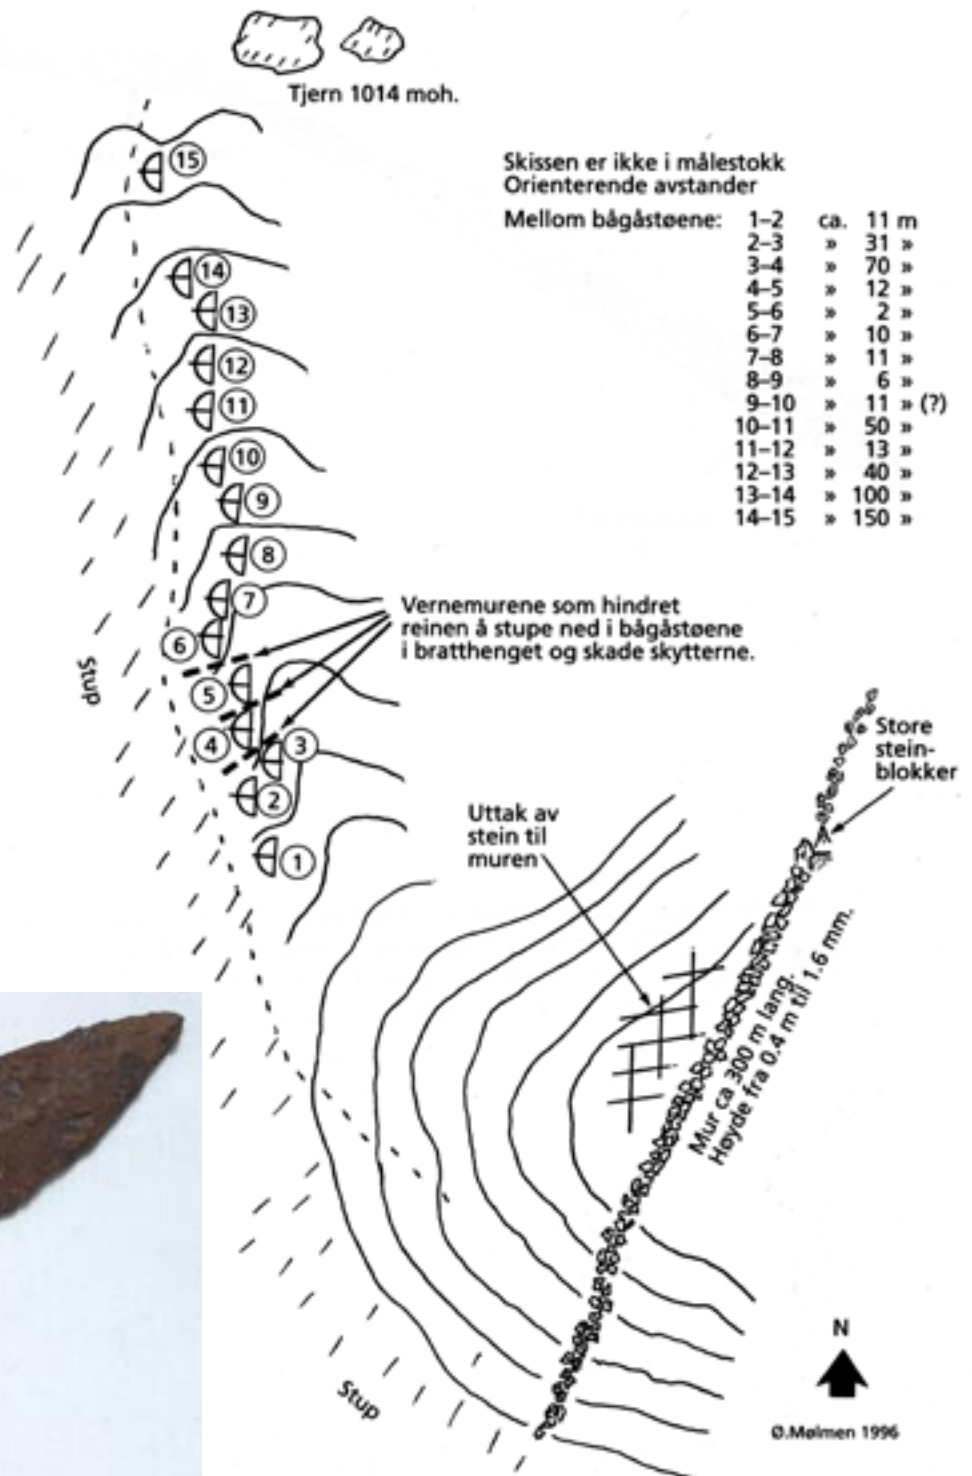 Tjern 1014 moh.
Skissen er ikke i målestokk
Orienterende avstander
Mellom bågåstøene: 1–2 ca. 11 m
2–3 » 31 »
3–4 » 70 »
4–5 » 12 »
5–6 » 2 »
6–7 » 10 »
7–8 » 11 »
8–9 » 6 »
9–10 » 11 » (?)
10–11 » 50 »
11–12 » 13 »
12–13 » 40 »
13–14 » 100 »
14–15 » 150 »
15
14
13
12
11
10
9
8
7
6
5
4
3
2
1
Vernemurene som hindret
reinen å stupe ned i bågåstøene
i bratthenget og skade skytterne.
Stup
Store
stein-
blokker
Uttak av
stein til
muren
Mur ca 300 m lang.
Høyde fra 0.4 m til 1.6 mm.
Stup
N
Ø.Mølmen 1996